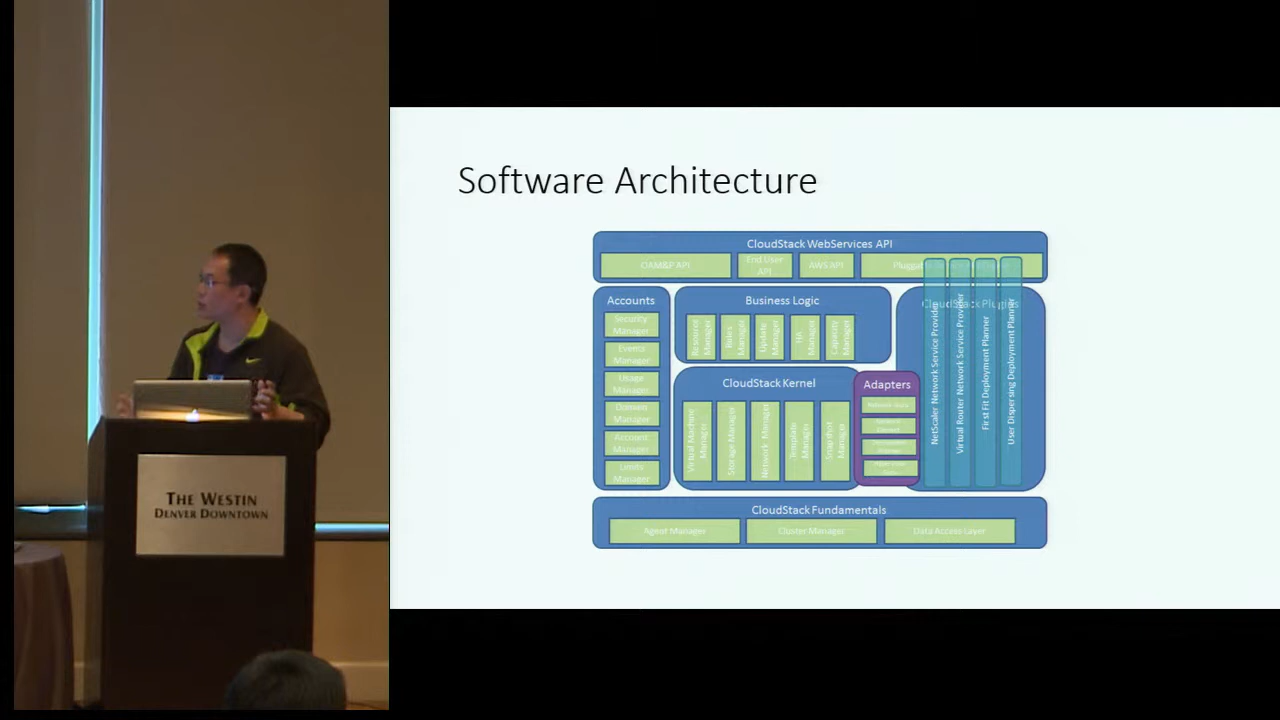 THE WESTIN
DENVER DOWNTOWN
Software Architecture
CloudStack WebServices API
OAM&P API
End User
API
AWS API
Accounts
Security
Manager
Events
Manager
Usage
Manager
Domain
Manager
Account
Manager
Limits
Manager
Business Logic
Resource
Manager
Rules
Manager
Update
Manager
HA
Manager
Capacity
Manager
CloudStack Kernel
Virtual Machine
Manager
Storage Manager
Network Manager
Template
Manager
Snapshot
Manager
Adapters
CloudStack Plugins
NetScaler Network Service Provider
Virtual Router Network Service Provider
First Fit Deployment Planner
User Dispersing Deployment Planner
CloudStack Fundamentals
Agent Manager
Cluster Manager
Data Access Layer